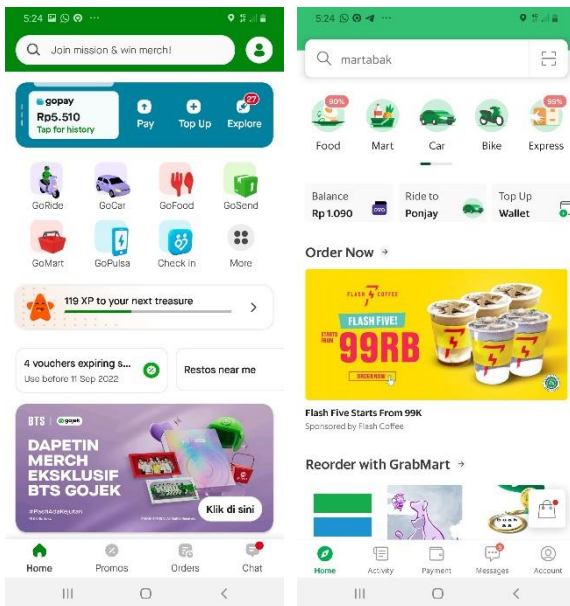 5:24
Join mission & win merch!
gopay
Rp5.510
Tap for history
Pay
Top Up
27
Explore
GoRide
GoCar
GoFood
GoSend
GoMart
GoPulsa
Check in
More
119 XP to your next treasure
4 vouchers expiring s...
Use before 11 Sep 2022
Restos near me
BTS gojek
DAPETIN
MERCH
EKSKLUSIF
BTS GOJEK
#PastiAdaKejutan
Klik di sini
Home
Promos
Orders
Chat
5:24
martabak
90%
99%
Food
Mart
Car
Bike
Express
Balance
Rp 1.090
OVO
Ride to
Ponjay
Top Up
Wallet
Order Now
FLASH COFFEE
FLASH FIVE!
STARTS
FROM
99RB
ORDER NOW
Flash Five Starts From 99K
Sponsored by Flash Coffee
Reorder with GrabMart
Home
Activity
Payment
Messages
Account